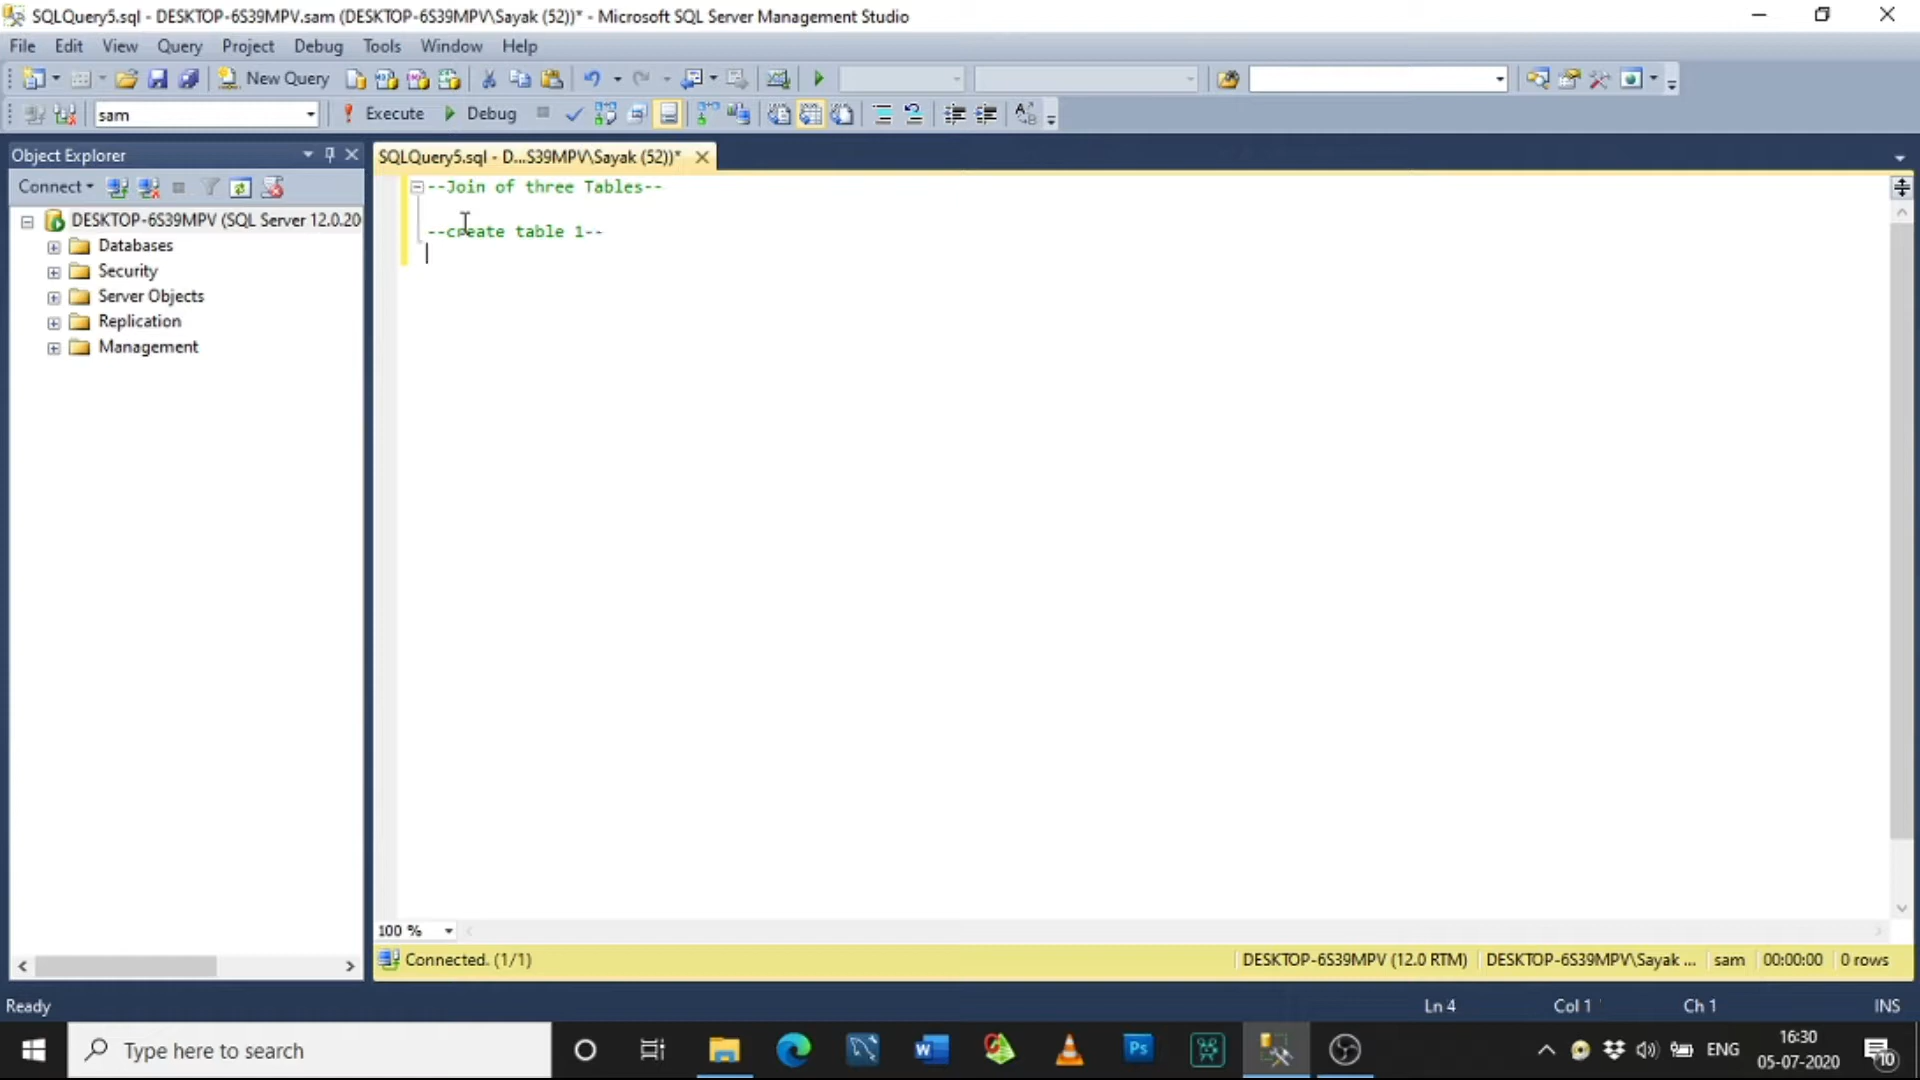 SQLQuery5.sql - DESKTOP-6S39MPV.sam (DESKTOP-6S39MPV\Sayak (52))* - Microsoft SQL Server Management Studio
File Edit View Query Project Debug Tools Window Help
New Query
sam Execute Debug
Object Explorer
Connect
DESKTOP-6S39MPV (SQL Server 12.0.20
Databases
Security
Server Objects
Replication
Management
SQLQuery5.sql - D...S39MPV\Sayak (52))*
--Join of three Tables--
--create table 1--
100 %
Connected. (1/1) DESKTOP-6S39MPV (12.0 RTM) DESKTOP-6S39MPV\Sayak ... sam 00:00:00 0 rows
Ready Ln 4 Col 1 Ch 1 INS
Type here to search
Ps
ENG
16:30
05-07-2020
10